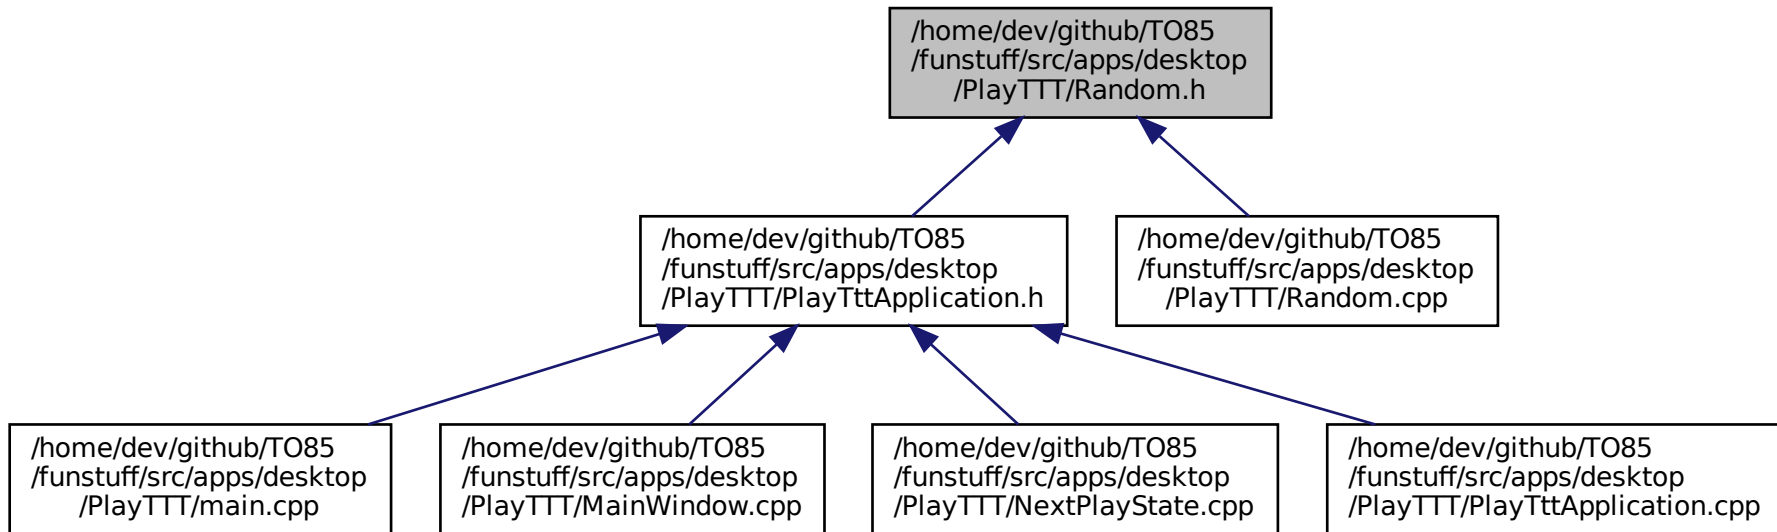 /home/dev/github/TO85
/funstuff/src/apps/desktop
/PlayTTT/Random.h
/home/dev/github/TO85
/funstuff/src/apps/desktop
/PlayTTT/PlayTttApplication.h
/home/dev/github/TO85
/funstuff/src/apps/desktop
/PlayTTT/Random.cpp
/home/dev/github/TO85
/funstuff/src/apps/desktop
/PlayTTT/main.cpp
/home/dev/github/TO85
/funstuff/src/apps/desktop
/PlayTTT/MainWindow.cpp
/home/dev/github/TO85
/funstuff/src/apps/desktop
/PlayTTT/NextPlayState.cpp
/home/dev/github/TO85
/funstuff/src/apps/desktop
/PlayTTT/PlayTttApplication.cpp